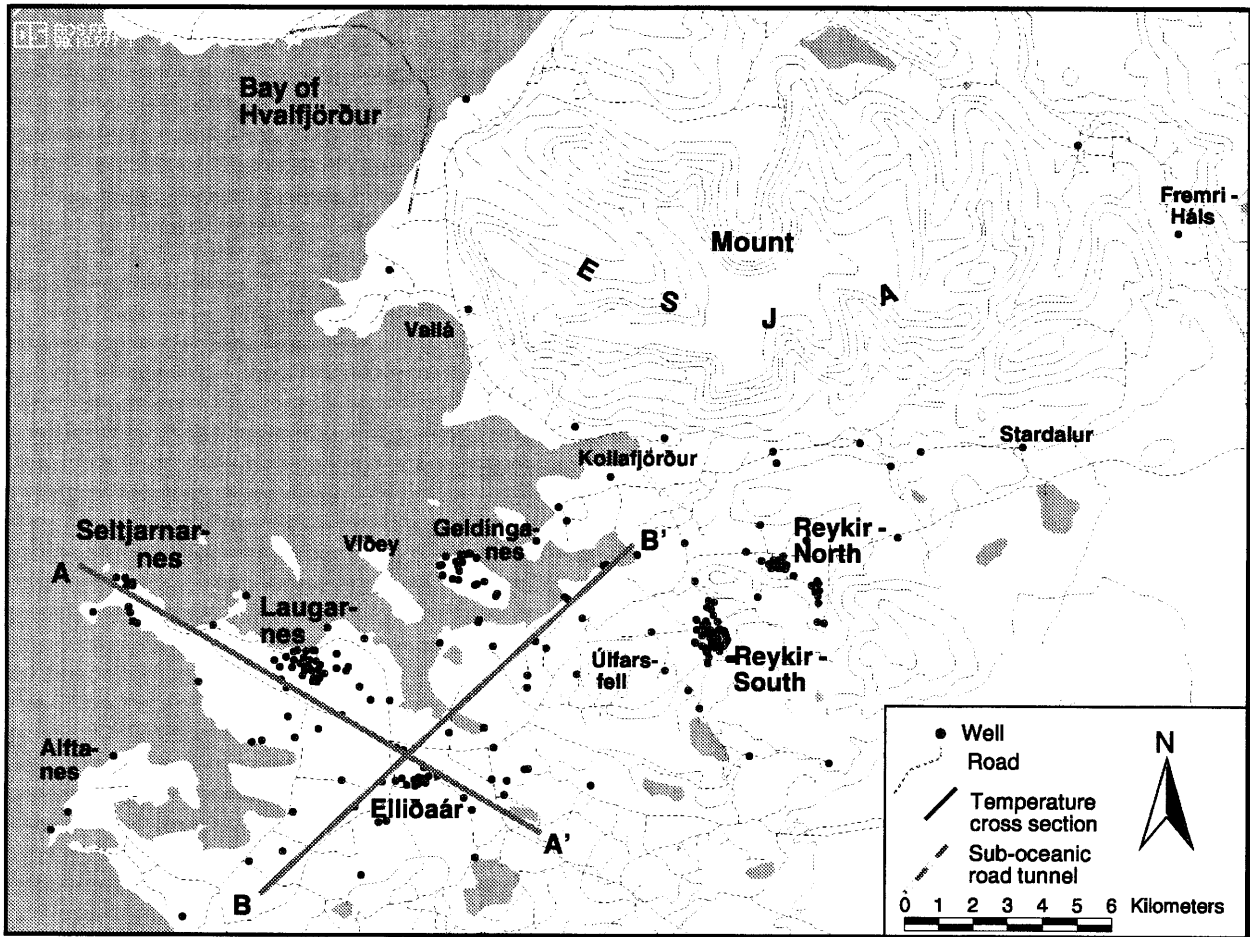 Bay of
Hvalfjörður
Fremri -
Háls
Mount
E
S
J
A
Vallá
Stardalur
Kollafjörður
Seltjarnar-
nes
Geldinga-
nes
Viðey
Reykir -
North
B'
A
Laugar-
nes
Úlfars-
fell
Reykir -
South
Alfta-
nes
Elliðaár
A'
B
Well
Road
Temperature
cross section
Sub-oceanic
road tunnel
N
0 1 2 3 4 5 6 Kilometers